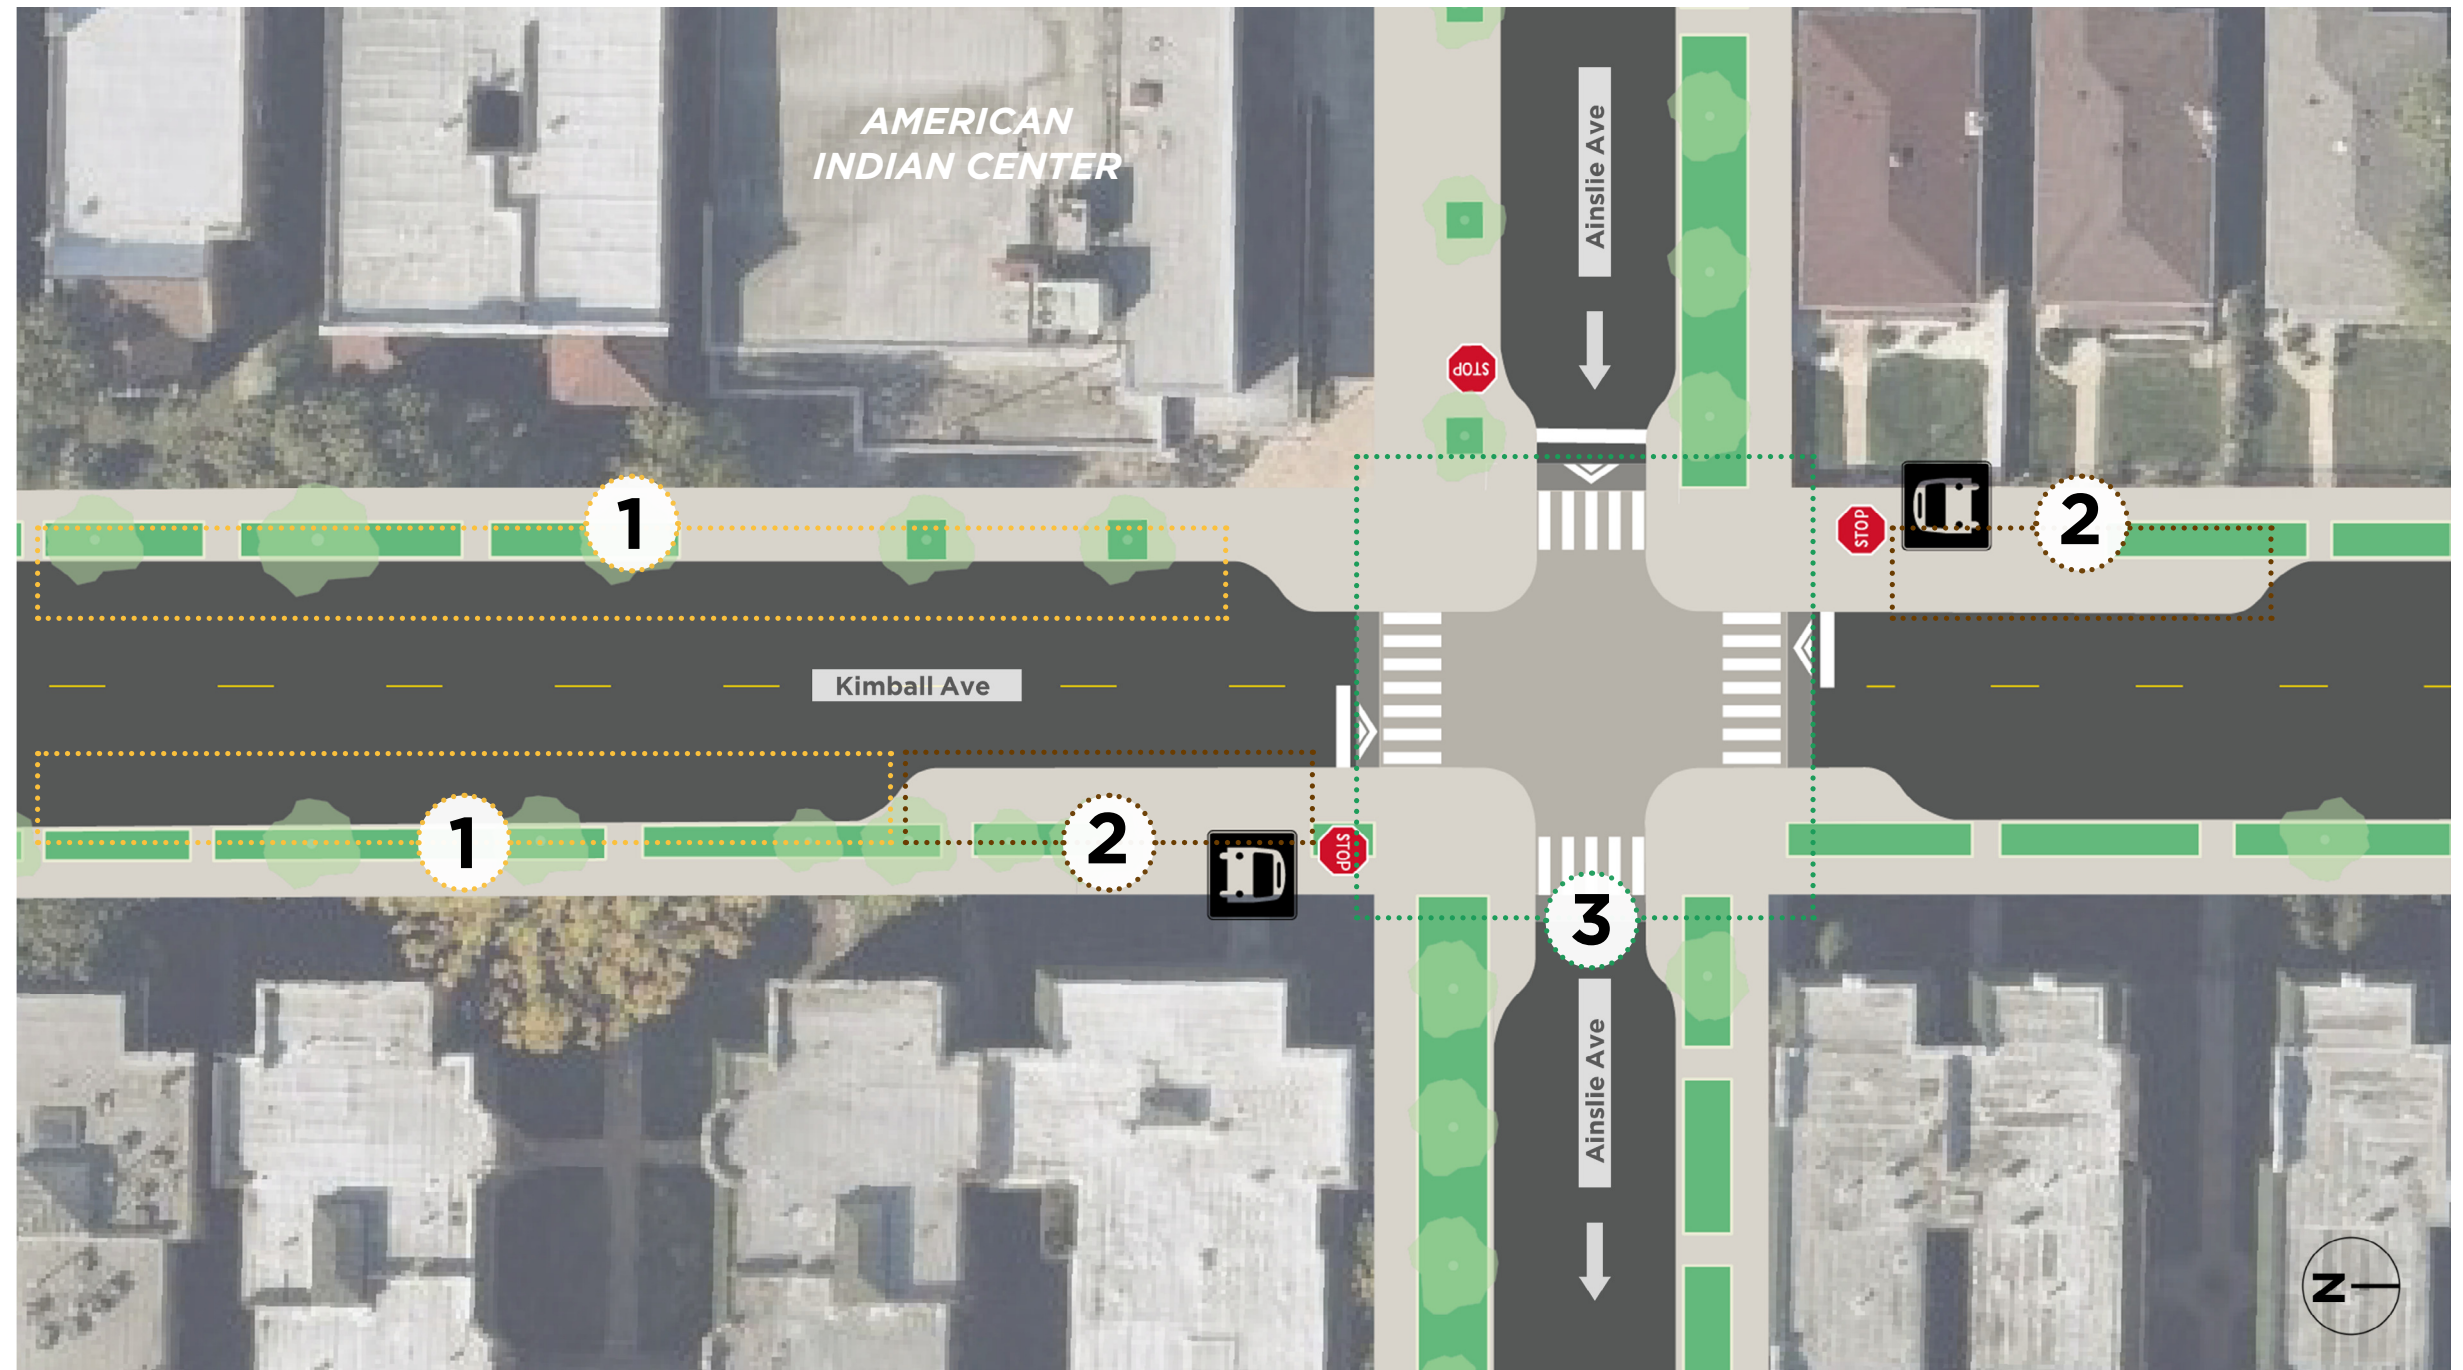 AMERICAN
INDIAN CENTER
Ainslie Ave
STOP
1
STOP
2
Kimball Ave
1
2
STOP
3
Ainslie Ave
N